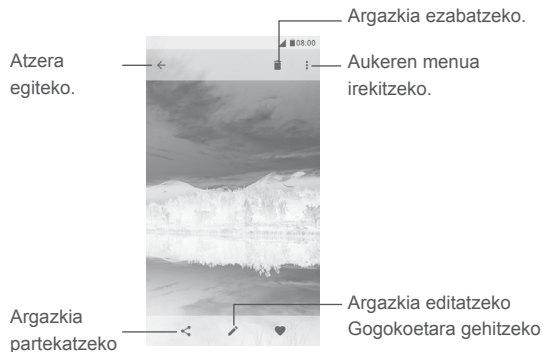 Argazkia ezabatzeko.
08:00
Atzera
egiteko.
Aukeren menua
irekitzeko.
Argazkia
partekatzeko
Argazkia editatzeko
Gogokoetara gehitzeko